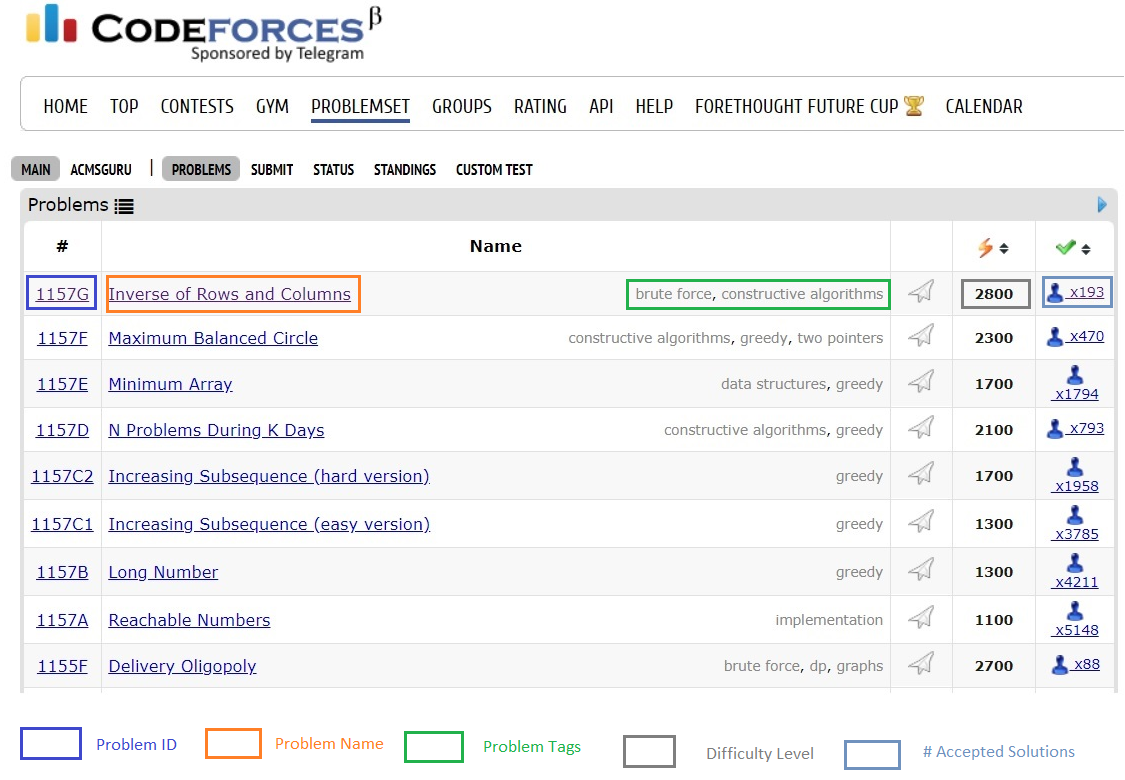 CODEFORCES β
Sponsored by Telegram
HOME TOP CONTESTS GYM PROBLEMSET GROUPS RATING API HELP FORETHOUGHT FUTURE CUP CALENDAR
MAIN ACMSGURU | PROBLEMS SUBMIT STATUS STANDINGS CUSTOM TEST
Problems
# Name
1157G Inverse of Rows and Columns brute force, constructive algorithms 2800 x193
1157F Maximum Balanced Circle constructive algorithms, greedy, two pointers 2300 x470
1157E Minimum Array data structures, greedy 1700 x1794
1157D N Problems During K Days constructive algorithms, greedy 2100 x793
1157C2 Increasing Subsequence (hard version) greedy 1700 x1958
1157C1 Increasing Subsequence (easy version) greedy 1300 x3785
1157B Long Number greedy 1300 x4211
1157A Reachable Numbers implementation 1100 x5148
1155F Delivery Oligopoly brute force, dp, graphs 2700 x88
Problem ID Problem Name Problem Tags Difficulty Level # Accepted Solutions